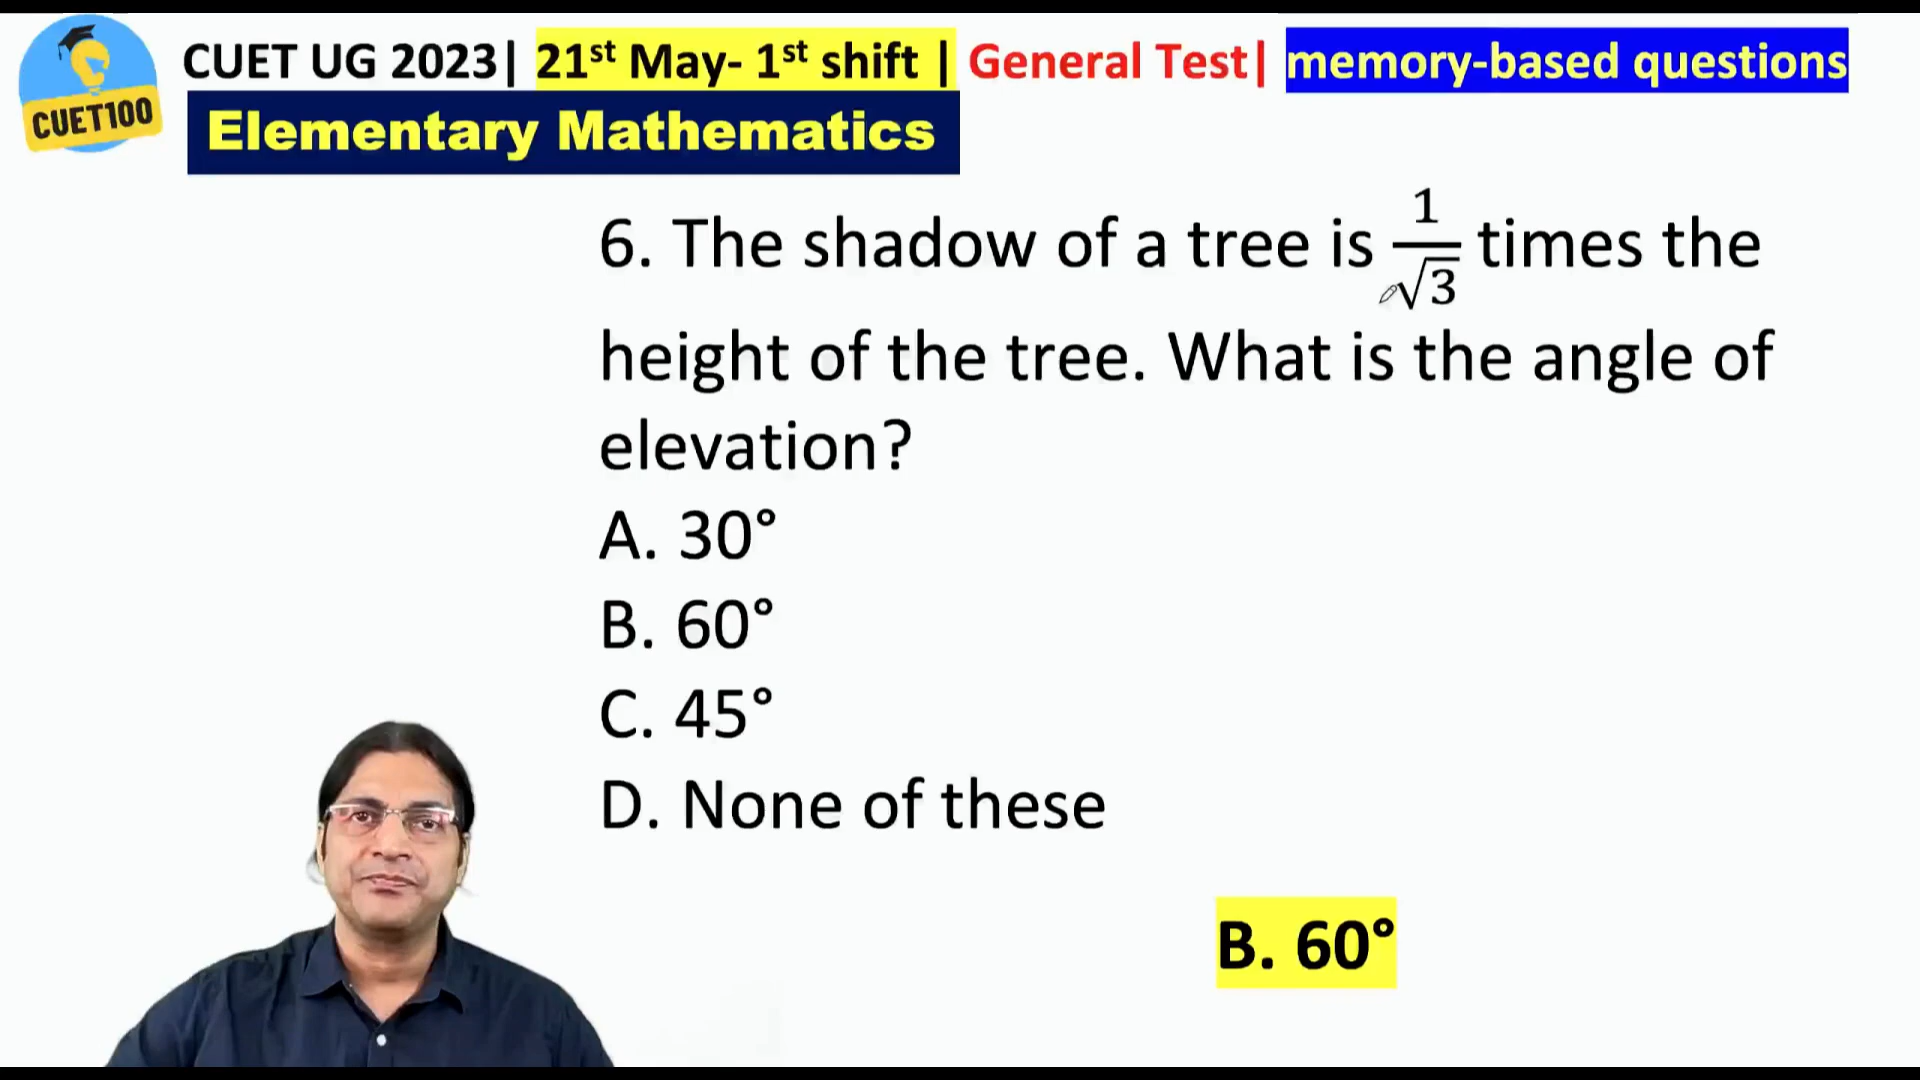 CUET100
CUET UG 2023| 21st May- 1st shift | General Test| memory-based questions
Elementary Mathematics
6. The shadow of a tree is 1/√3 times the
height of the tree. What is the angle of
elevation?
A. 30°
B. 60°
C. 45°
D. None of these
B. 60°